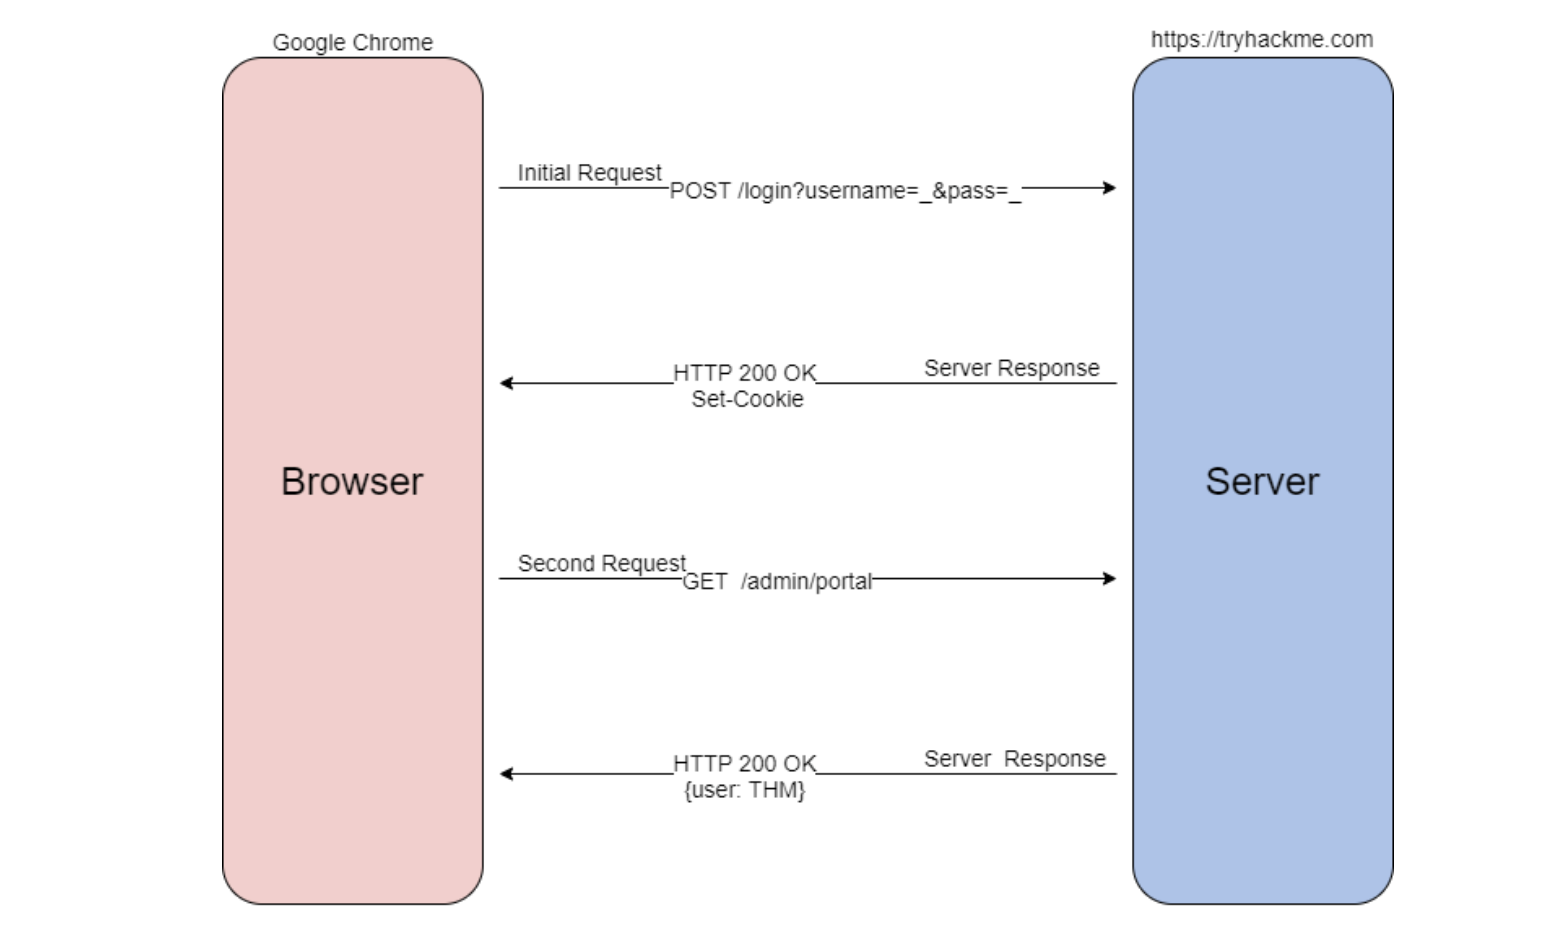 Google Chrome
https://tryhackme.com
Initial Request
POST /login?username=_&pass=_
Server Response
HTTP 200 OK
Set-Cookie
Browser
Server
Second Request
GET /admin/portal
Server Response
HTTP 200 OK
{user: THM}